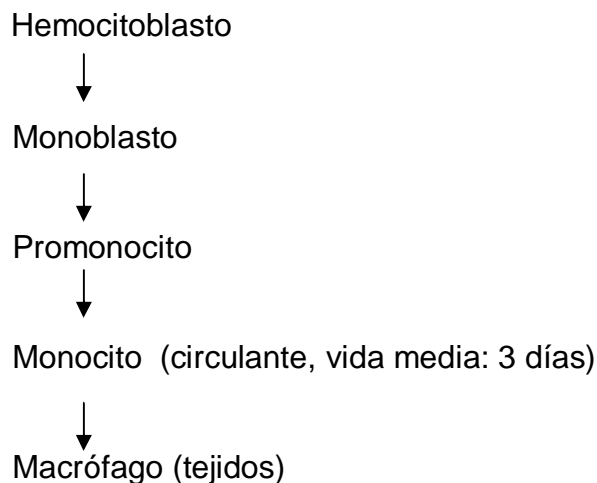 Hemocitoblasto
Monoblasto
Promonocito
Monocito (circulante, vida media: 3 días)
Macrófago (tejidos)